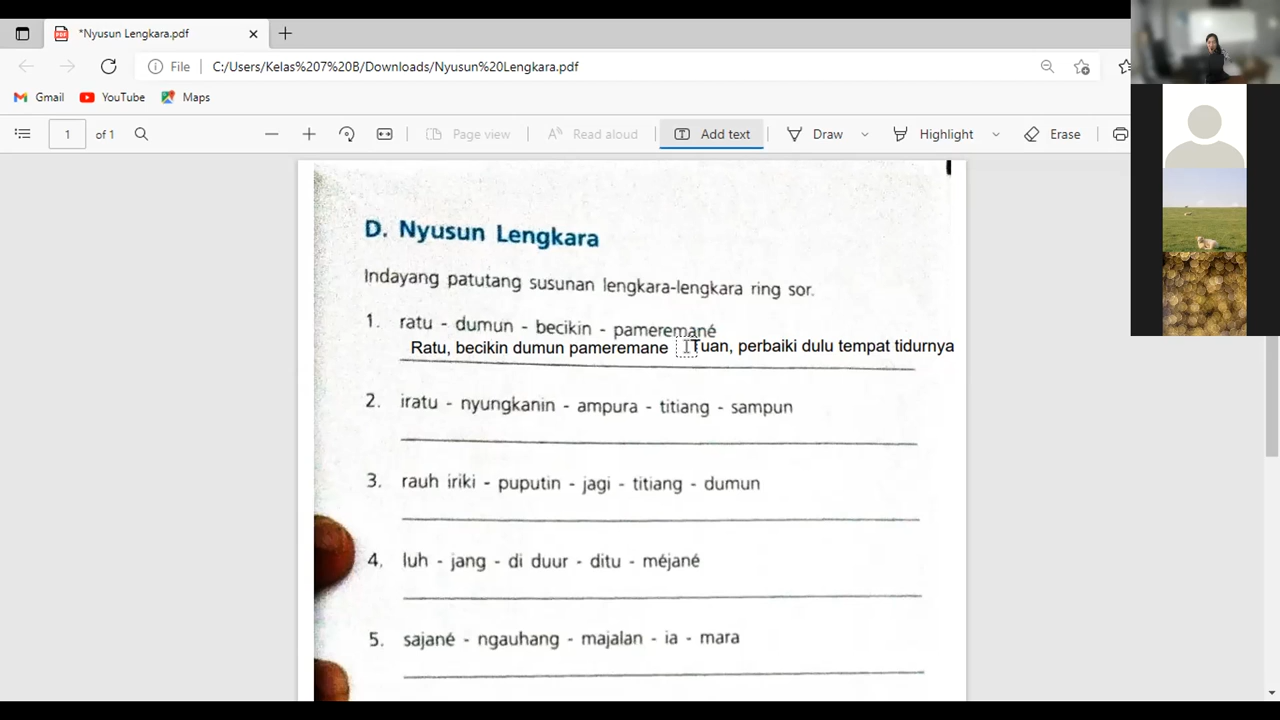 *Nyusun Lengkara.pdf
File C:/Users/Kelas%207%20B/Downloads/Nyusun%20Lengkara.pdf
Gmail YouTube Maps
1 of 1 Page view Read aloud Add text Draw Highlight Erase
D. Nyusun Lengkara
Indayang patutang susunan lengkara-lengkara ring sor.
1. ratu - dumun - becikin - pameremané
Ratu, becikin dumun pameremane Tuan, perbaiki dulu tempat tidurnya
2. iratu - nyungkanin - ampura - titiang - sampun
3. rauh iriki - puputin - jagi - titiang - dumun
4. luh - jang - di duur - ditu - méjané
5. sajané - ngauhang - majalan - ia - mara